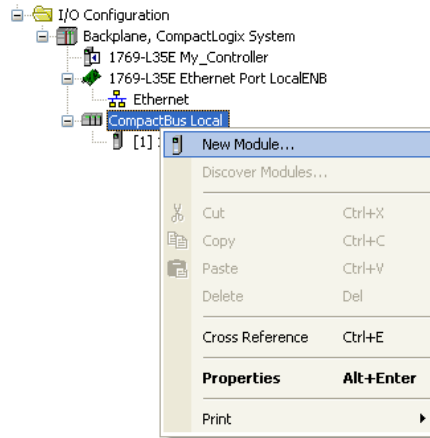 I/O Configuration
Backplane, CompactLogix System
1769-L35E My_Controller
1769-L35E Ethernet Port LocalENB
Ethernet
CompactBus Local
[1]
New Module...
Discover Modules...
Cut Ctrl+X
Copy Ctrl+C
Paste Ctrl+V
Delete Del
Cross Reference Ctrl+E
Properties Alt+Enter
Print